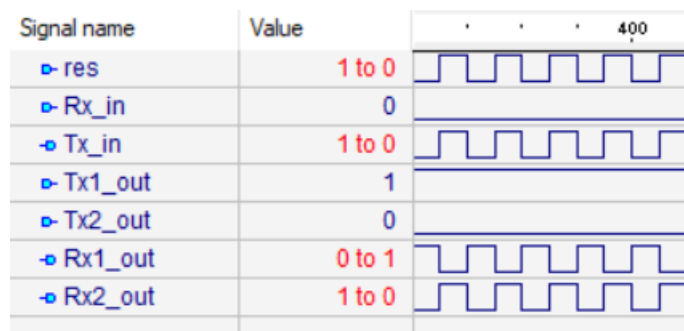 Signal name Value 400
res 1 to 0
Rx_in 0
Tx_in 1 to 0
Tx1_out 1
Tx2_out 0
Rx1_out 0 to 1
Rx2_out 1 to 0